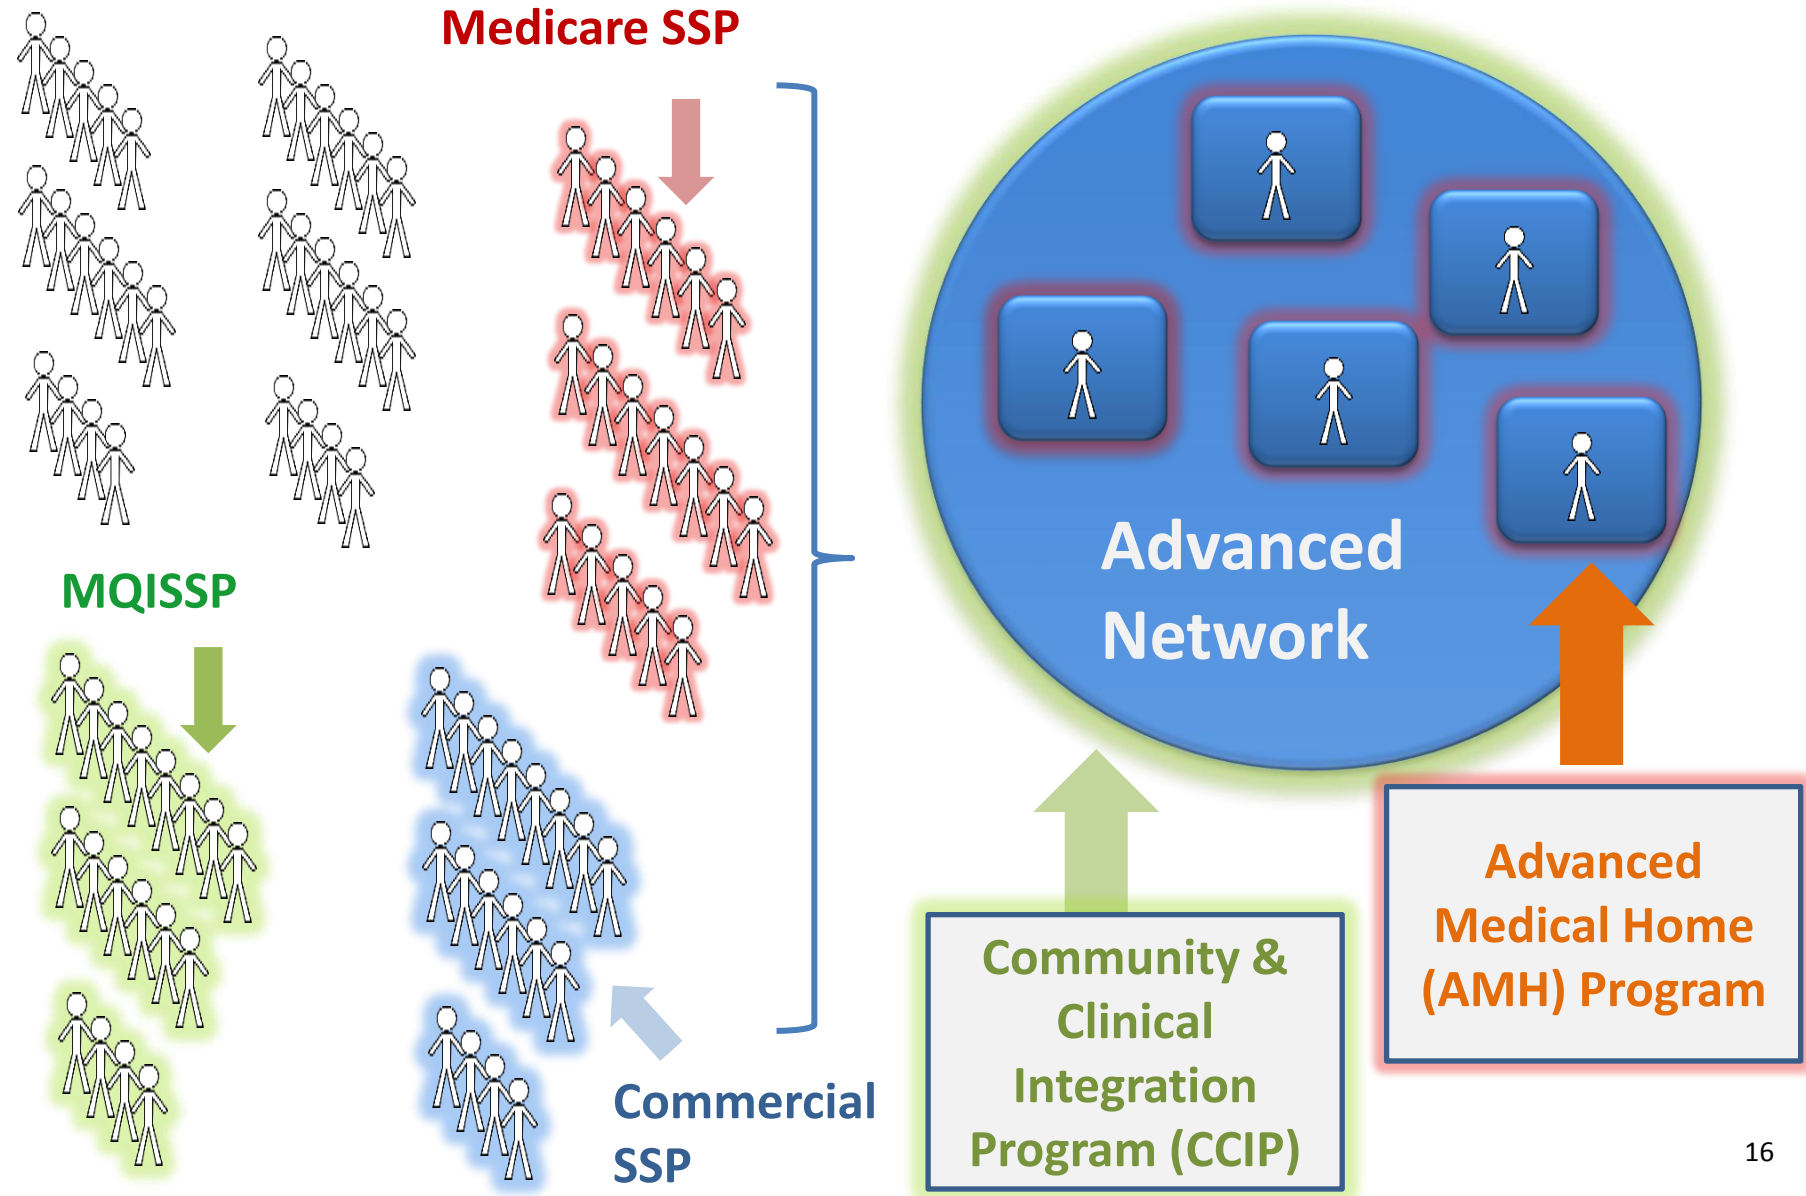 Medicare SSP
MQISSP
Commercial
SSP
Advanced
Network
Community &
Clinical
Integration
Program (CCIP)
Advanced
Medical Home
(AMH) Program
16